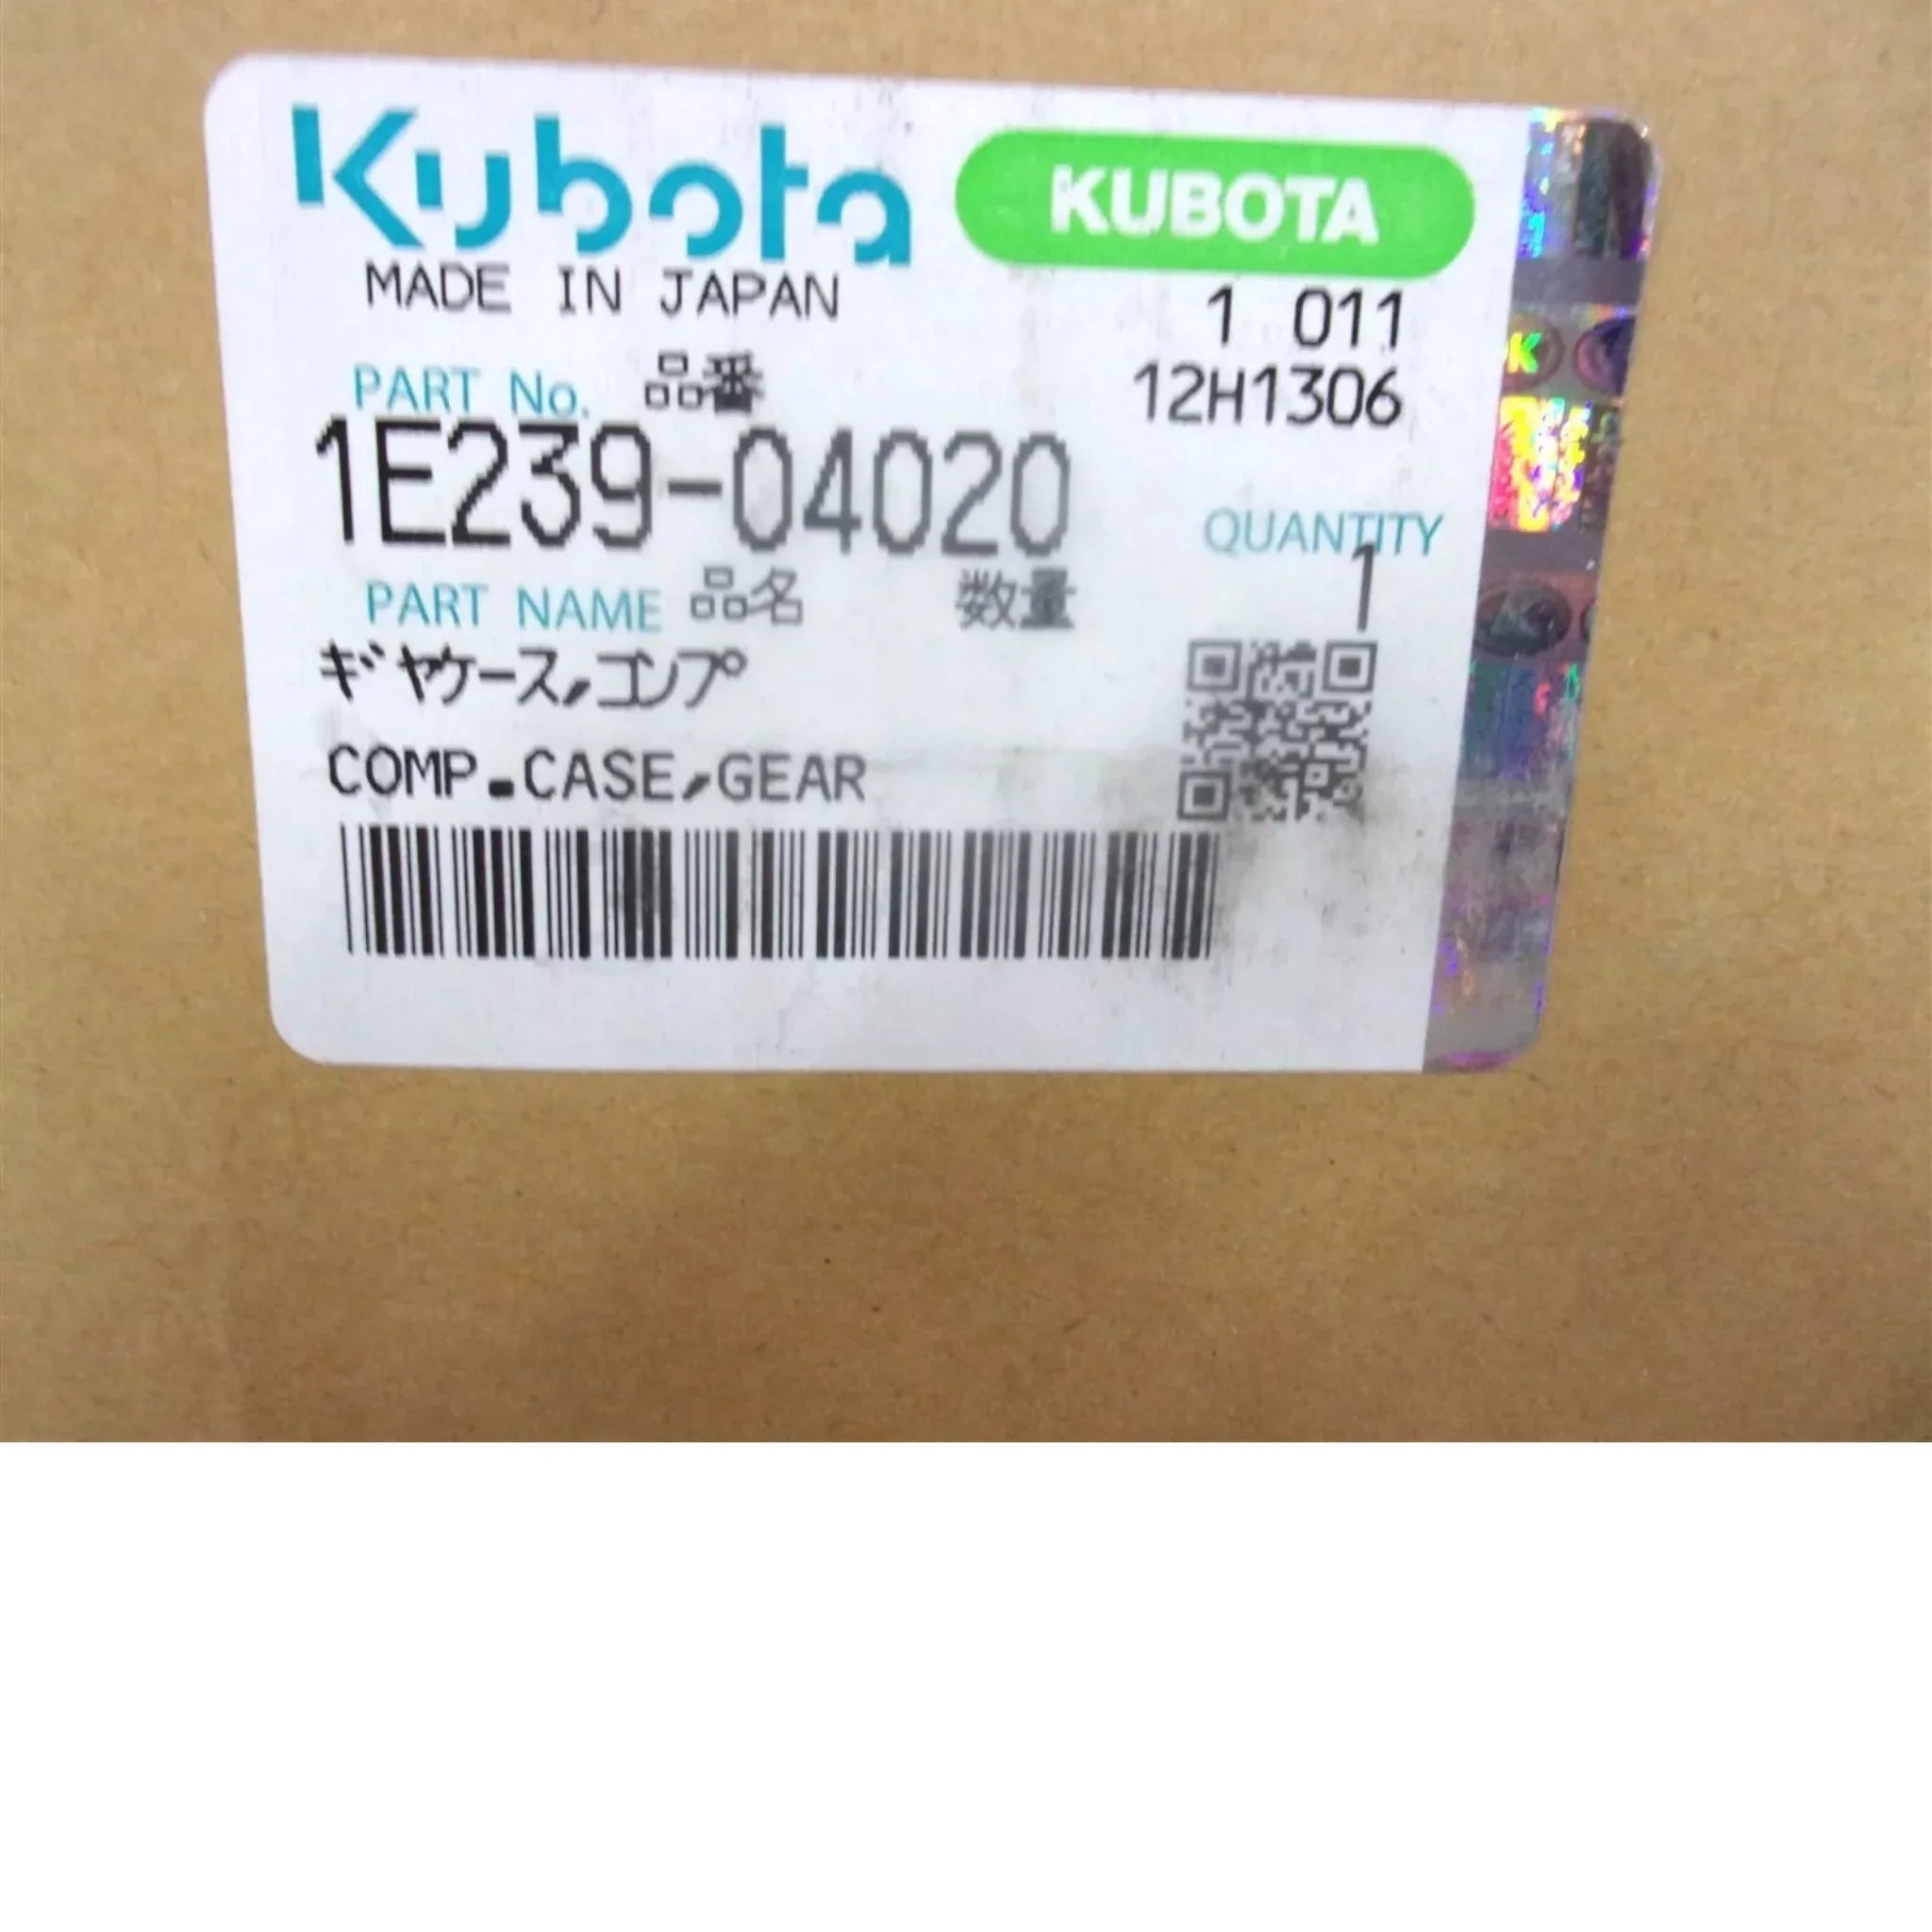 Kubota KUBOTA
MADE IN JAPAN
1 011
PART No. 品番
12H1306
1E239-04020
QUANTITY
1
PART NAME 品名 数量
ギヤケース,コンプ
COMP.CASE,GEAR
K